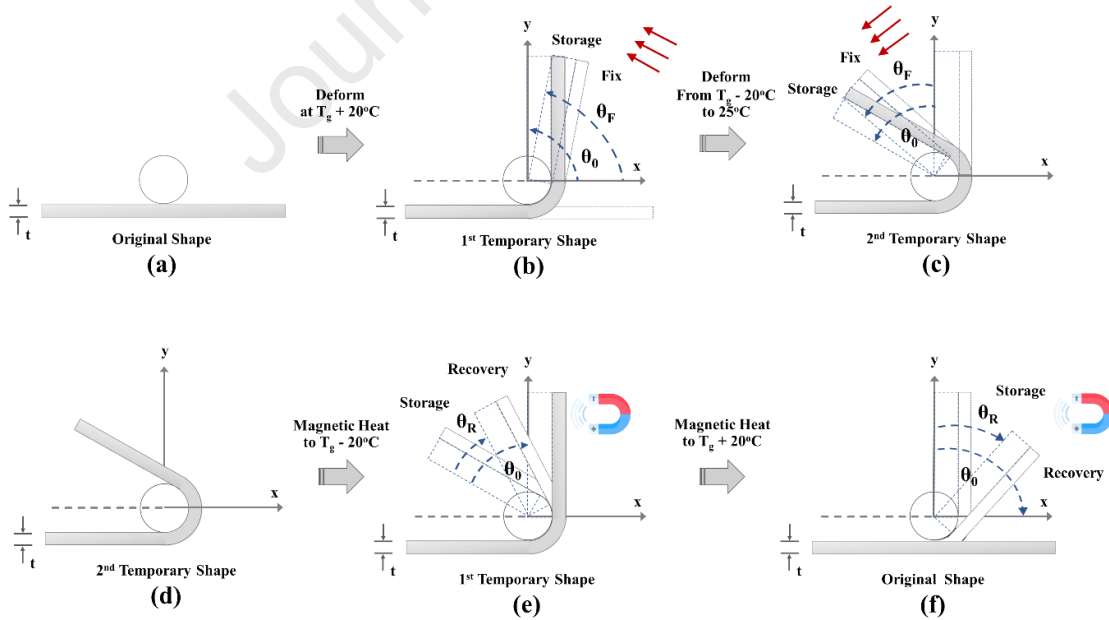 Jour
t
Original Shape
(a)
Deform
at Tg + 20°C
y
Storage
Fix
θF
θ0
x
t
1st Temporary Shape
(b)
Deform
From Tg - 20°C
to 25°C
y
Fix
θF
Storage
θ0
x
t
2nd Temporary Shape
(c)
y
x
t
2nd Temporary Shape
(d)
Magnetic Heat
to Tg - 20°C
y
Recovery
Storage
θR
θ0
x
t
1st Temporary Shape
(e)
Magnetic Heat
to Tg + 20°C
y
Storage
θR
θ0
Recovery
x
t
Original Shape
(f)